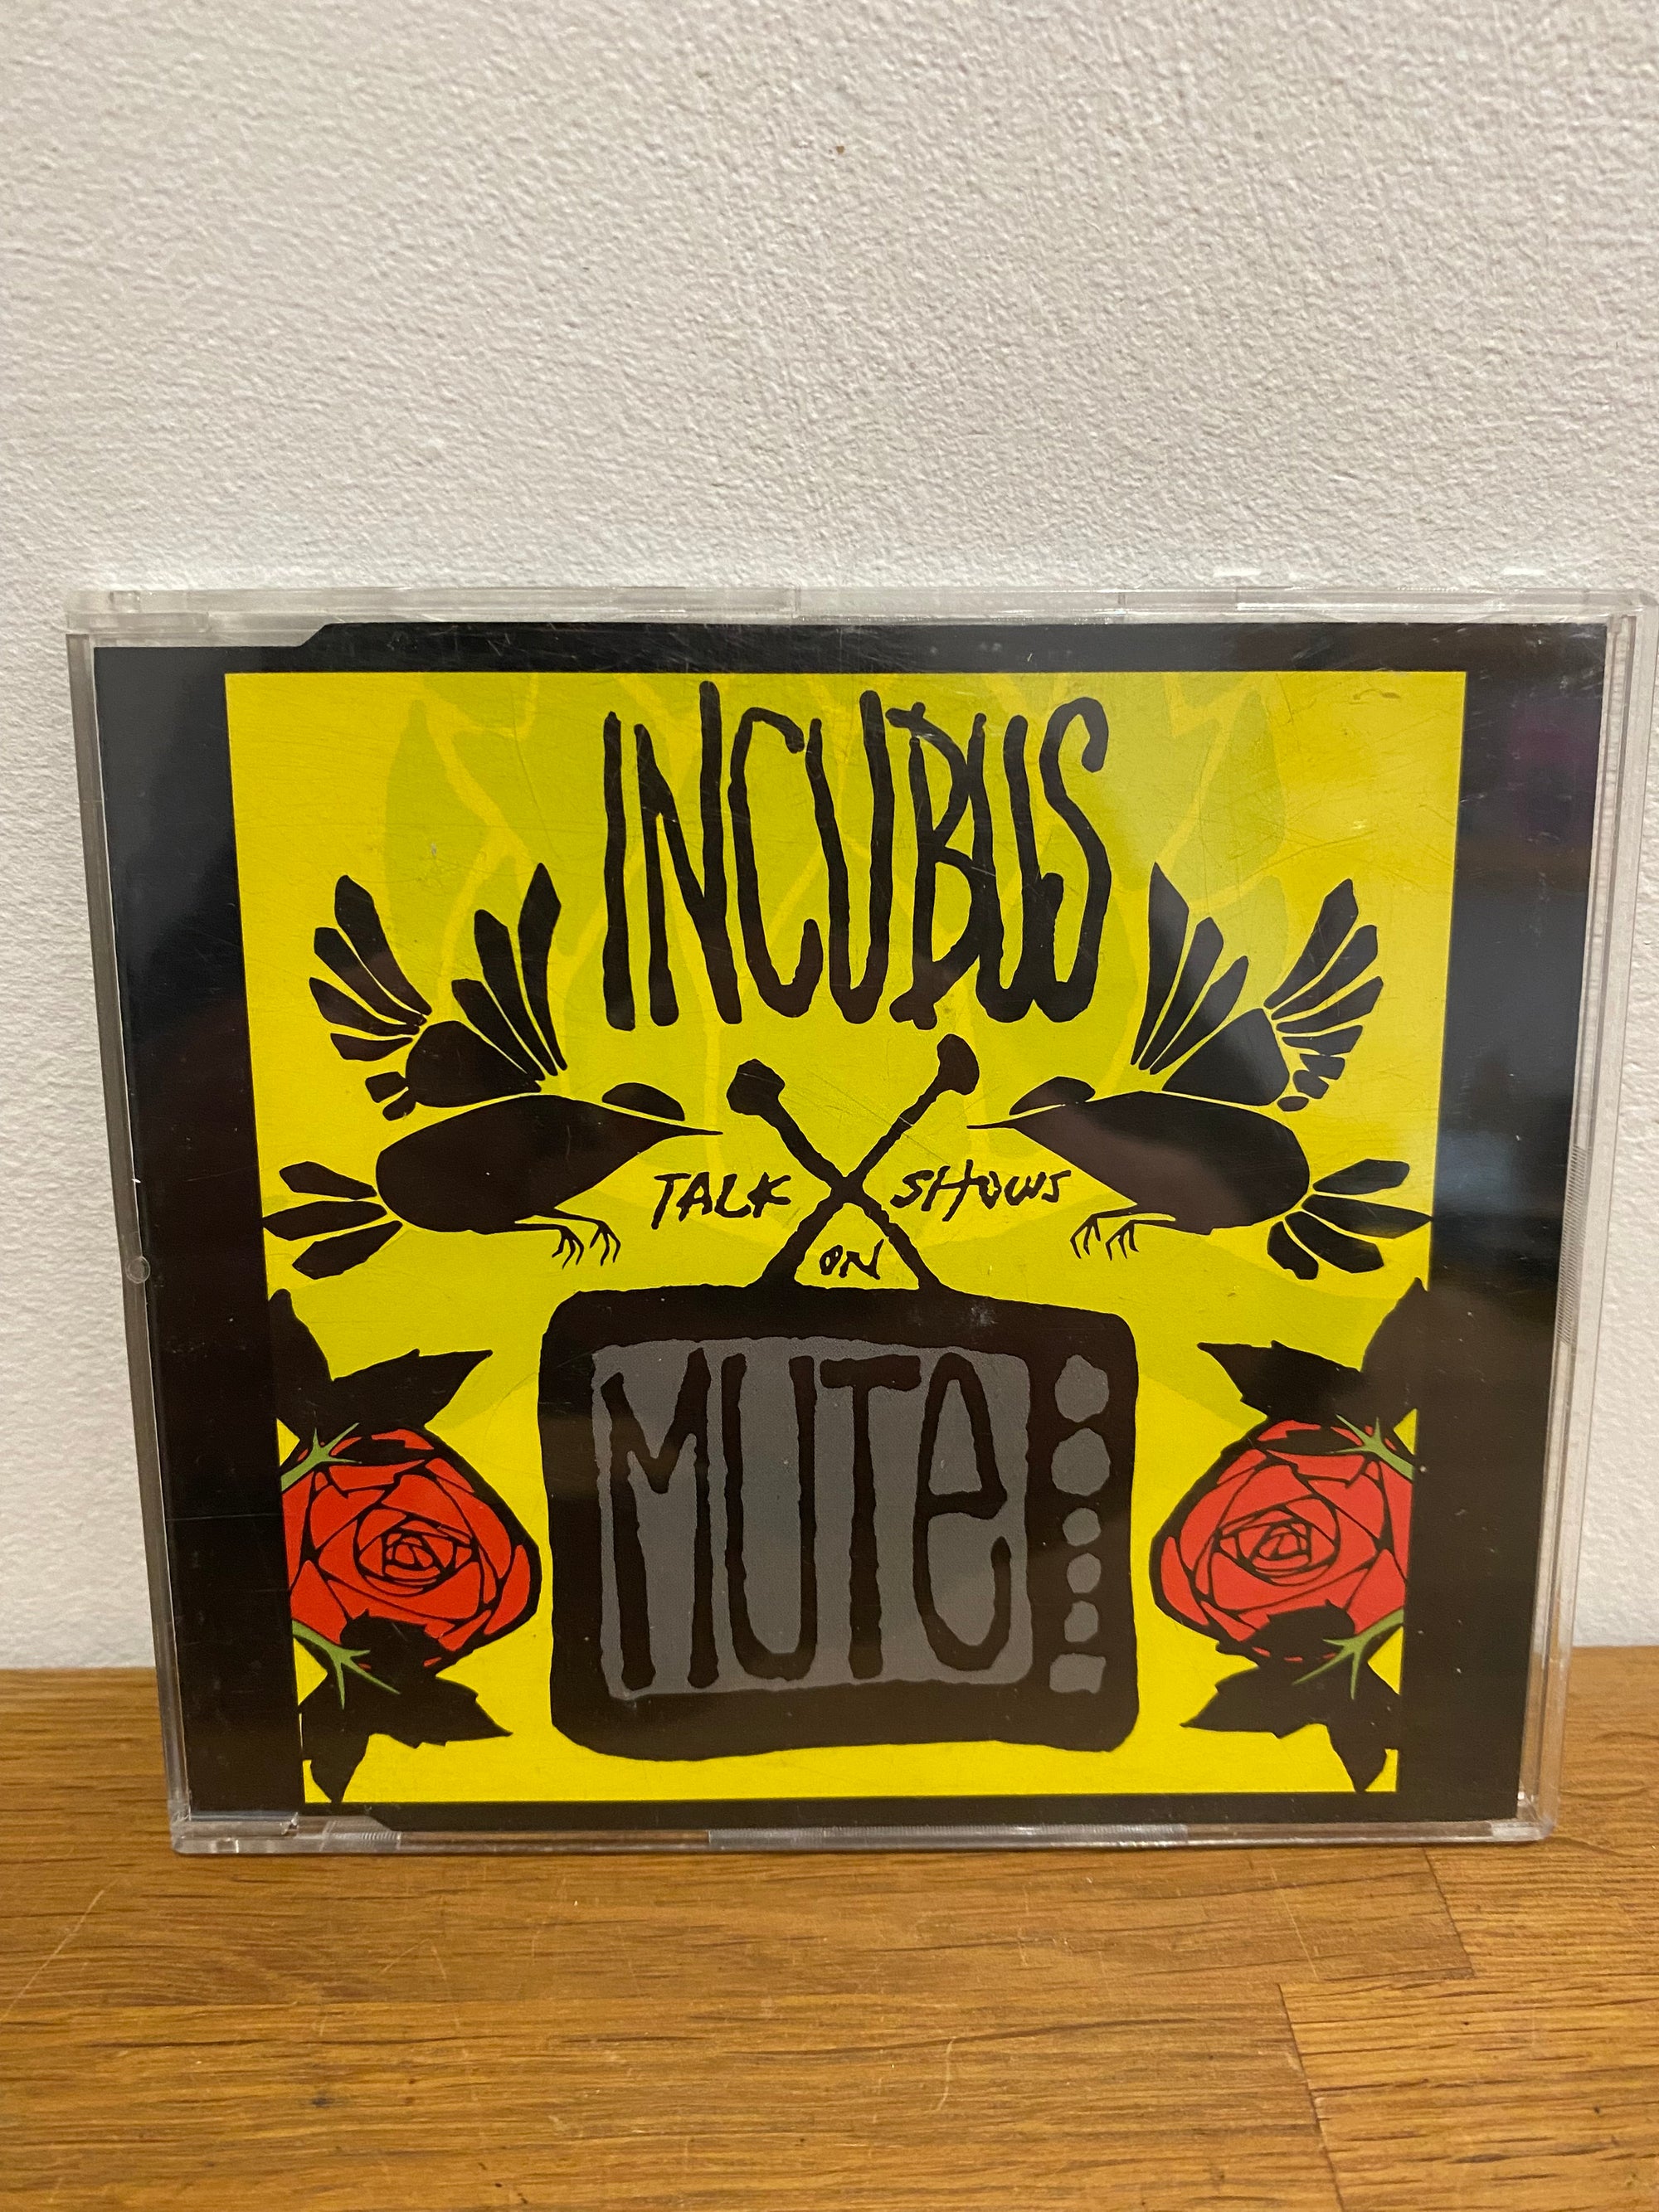 INCUBUS
TALK SHOWS
ON
MUTe